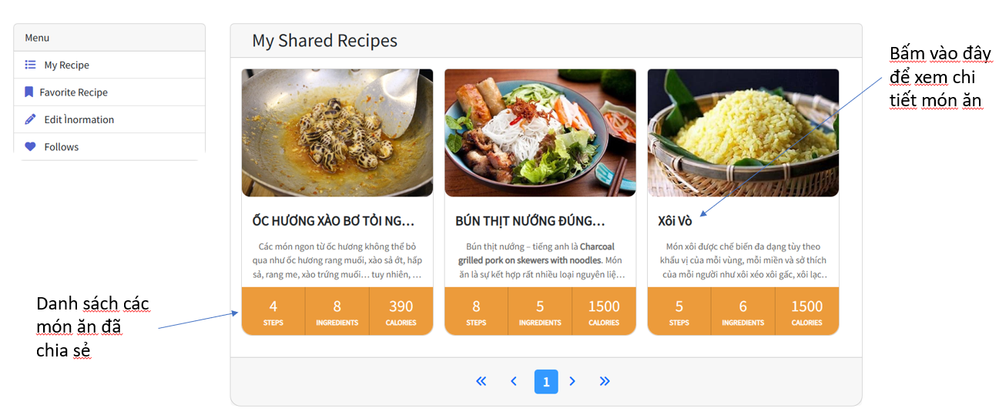 Menu
My Recipe
Favorite Recipe
Edit Ìnormation
Follows
My Shared Recipes
ỐC HƯƠNG XÀO BƠ TỎI NG...
Các món ngon từ ốc hương không thể bỏ
qua như ốc hương rang muối, xào sả ớt, hấp
sả, rang me, xào trứng muối... tuy nhiên, ...
4
STEPS
8
INGREDIENTS
390
CALORIES
BÚN THỊT NƯỚNG ĐÚNG...
Bún thịt nướng – tiếng anh là Charcoal
grilled pork on skewers with noodles. Món
ăn là sự kết hợp rất nhiều loại nguyên liệ...
8
STEPS
5
INGREDIENTS
1500
CALORIES
Xôi Vò
Món xôi được chế biến đa dạng tùy theo
khẩu vị của mỗi vùng, mỗi miền và sở thích
của mỗi người như xôi xéo xôi gấc, xôi lạc..
5
STEPS
6
INGREDIENTS
1500
CALORIES
1
Bấm vào đây
để xem chi
tiết món ăn
Danh sách các
món ăn đã
chia sẻ